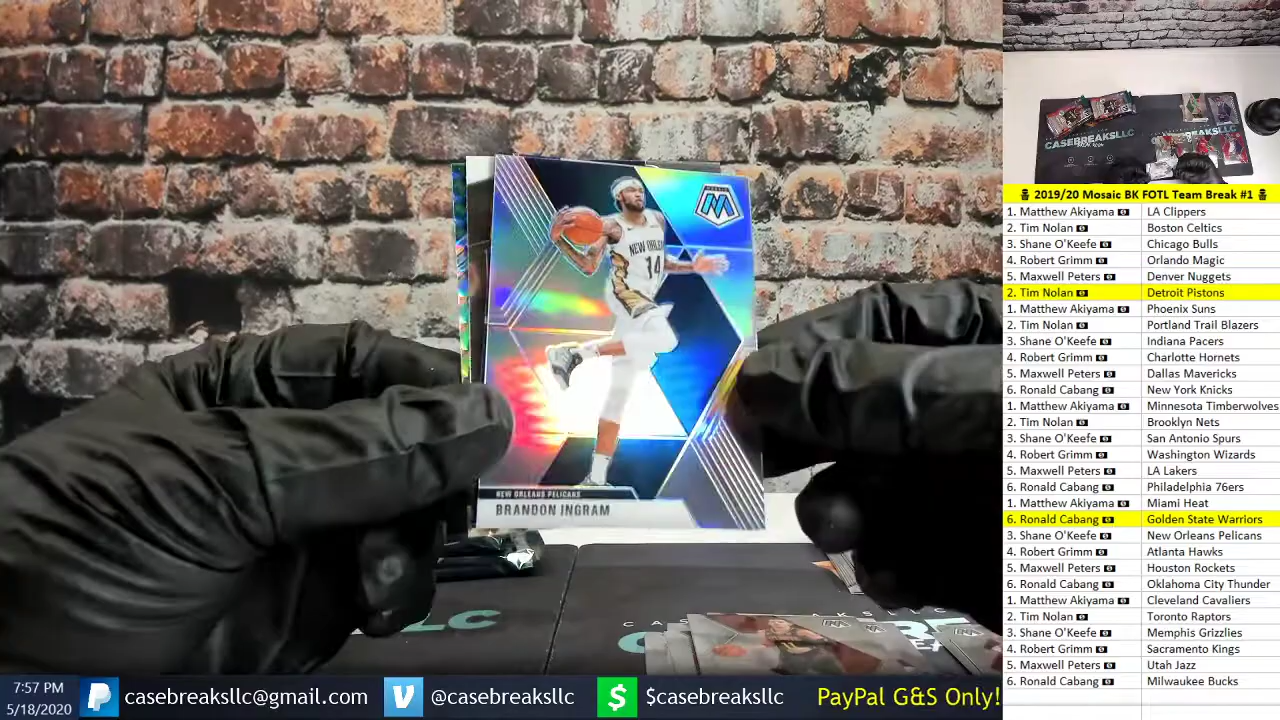 MOSAIC
NEW ORLEANS
14
NEW ORLEANS PELICANS
BRANDON INGRAM
CASEBREAKSLLC
2019/20 Mosaic BK FOTL Team Break #1
1. Matthew Akiyama LA Clippers
2. Tim Nolan Boston Celtics
3. Shane O'Keefe Chicago Bulls
4. Robert Grimm Orlando Magic
5. Maxwell Peters Denver Nuggets
2. Tim Nolan Detroit Pistons
1. Matthew Akiyama Phoenix Suns
2. Tim Nolan Portland Trail Blazers
3. Shane O'Keefe Indiana Pacers
4. Robert Grimm Charlotte Hornets
5. Maxwell Peters Dallas Mavericks
6. Ronald Cabang New York Knicks
1. Matthew Akiyama Minnesota Timberwolves
2. Tim Nolan Brooklyn Nets
3. Shane O'Keefe San Antonio Spurs
4. Robert Grimm Washington Wizards
5. Maxwell Peters LA Lakers
6. Ronald Cabang Philadelphia 76ers
1. Matthew Akiyama Miami Heat
6. Ronald Cabang Golden State Warriors
3. Shane O'Keefe New Orleans Pelicans
4. Robert Grimm Atlanta Hawks
5. Maxwell Peters Houston Rockets
6. Ronald Cabang Oklahoma City Thunder
1. Matthew Akiyama Cleveland Cavaliers
2. Tim Nolan Toronto Raptors
3. Shane O'Keefe Memphis Grizzlies
4. Robert Grimm Sacramento Kings
5. Maxwell Peters Utah Jazz
6. Ronald Cabang Milwaukee Bucks
7:57 PM
5/18/2020
casebreaksllc@gmail.com @casebreaksllc $casebreaksllc PayPal G&S Only!